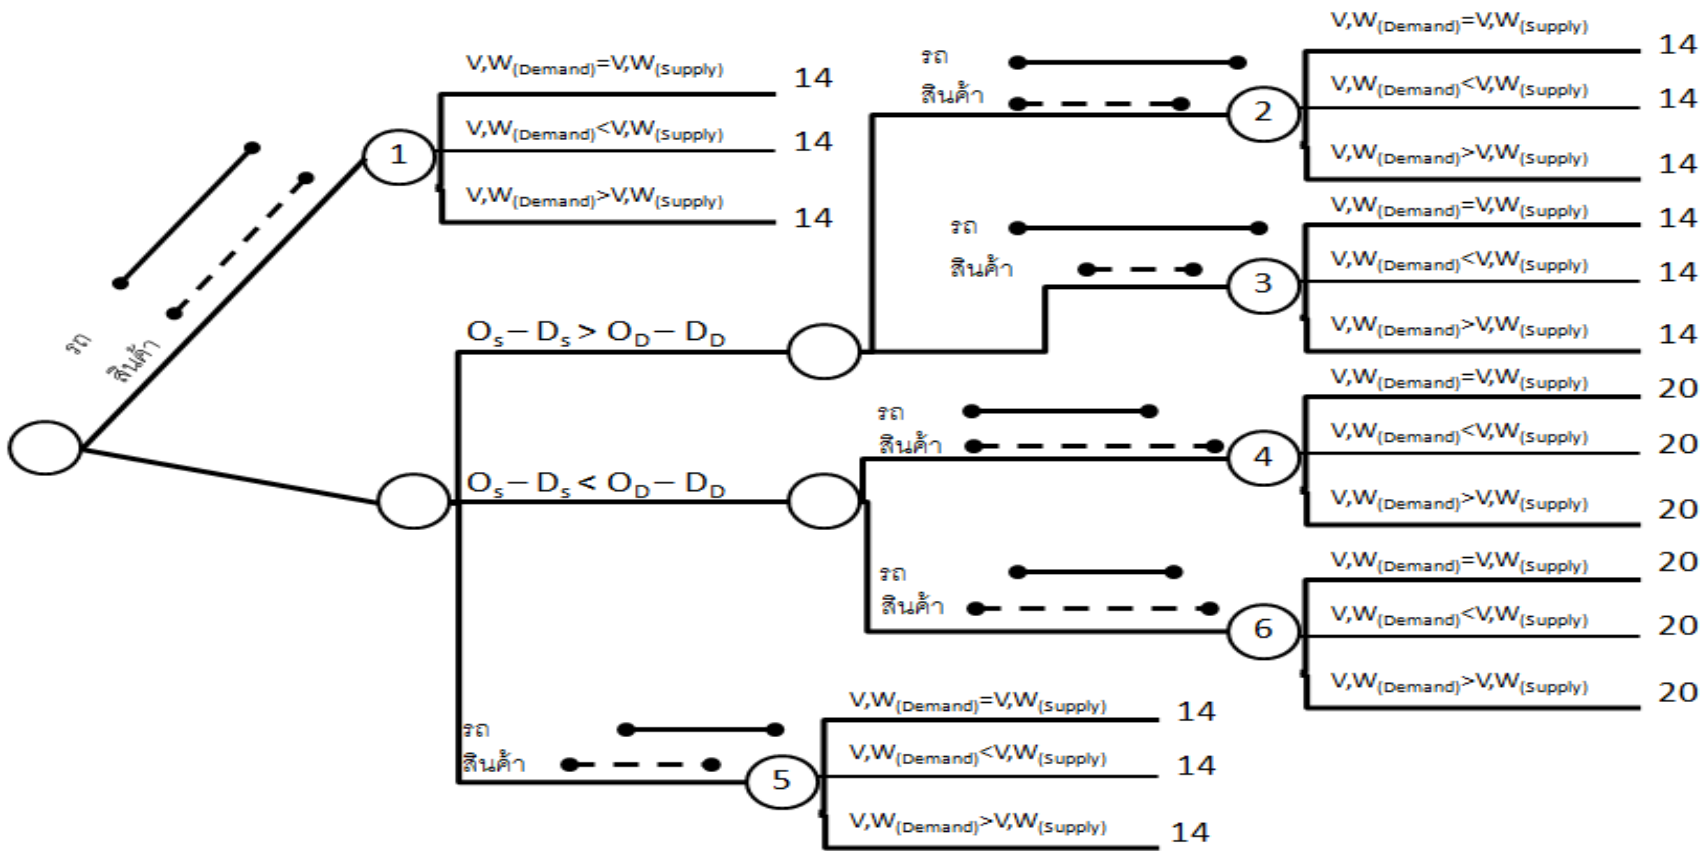 V,W(Demand)=V,W(Supply) 14
V,W(Demand)<V,W(Supply) 14
V,W(Demand)>V,W(Supply) 14
1
รถ
สินค้า
รถ
สินค้า
2
V,W(Demand)=V,W(Supply) 14
V,W(Demand)<V,W(Supply) 14
V,W(Demand)>V,W(Supply) 14
รถ
สินค้า
3
V,W(Demand)=V,W(Supply) 14
V,W(Demand)<V,W(Supply) 14
V,W(Demand)>V,W(Supply) 14
Os – Ds > OD – DD
Os – Ds < OD – DD
รถ
สินค้า
4
V,W(Demand)=V,W(Supply) 20
V,W(Demand)<V,W(Supply) 20
V,W(Demand)>V,W(Supply) 20
รถ
สินค้า
6
V,W(Demand)=V,W(Supply) 20
V,W(Demand)<V,W(Supply) 20
V,W(Demand)>V,W(Supply) 20
รถ
สินค้า
5
V,W(Demand)=V,W(Supply) 14
V,W(Demand)<V,W(Supply) 14
V,W(Demand)>V,W(Supply) 14